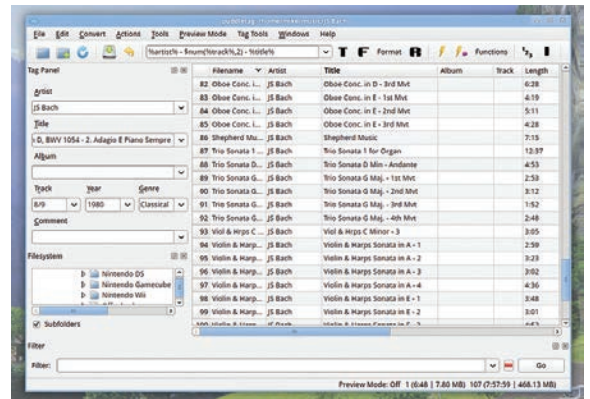 puddletag: /home/mike/music/JS Bach
File Edit Convert Actions Tools Preview Mode Tag Tools Windows Help
%artist% - $num(%track%,2) - %title% T F Format R Functions
Tag Panel
Artist
JS Bach
Title
D, BWV 1054 - 2. Adagio E Piano Sempre
Album
Track Year Genre
8/9 1980 Classical
Comment
Filesystem
Nintendo DS
Nintendo Gamecube
Nintendo Wii
Subfolders
Filename Artist Title Album Track Length
82 Oboe Conc. i... JS Bach Oboe Conc. in D - 3rd Mvt 6:28
83 Oboe Conc. i... JS Bach Oboe Conc. in E - 1st Mvt 4:19
84 Oboe Conc. i... JS Bach Oboe Conc. in E - 2nd Mvt 5:11
85 Oboe Conc. i... JS Bach Oboe Conc. in E - 3rd Mvt 4:28
86 Shepherd Mu... JS Bach Shepherd Music 7:15
87 Trio Sonata 1 ... JS Bach Trio Sonata 1 for Organ 12:37
88 Trio Sonata D... JS Bach Trio Sonata D Min - Andante 4:53
89 Trio Sonata G... JS Bach Trio Sonata G Maj. - 1st Mvt 2:53
90 Trio Sonata G... JS Bach Trio Sonata G Maj. - 2nd Mvt 3:12
91 Trio Sonata G... JS Bach Trio Sonata G Maj. - 3rd Mvt 1:52
92 Trio Sonata G... JS Bach Trio Sonata G Maj. - 4th Mvt 2:48
93 Viol & Hrps C ... JS Bach Viol & Hrps C Minor - 3 3:05
94 Violin & Harp... JS Bach Violin & Harps Sonata in A - 1 2:59
95 Violin & Harp... JS Bach Violin & Harps Sonata in A - 2 3:23
96 Violin & Harp... JS Bach Violin & Harps Sonata in A - 3 3:02
97 Violin & Harp... JS Bach Violin & Harps Sonata in A - 4 4:36
98 Violin & Harp... JS Bach Violin & Harps Sonata in E - 1 3:48
99 Violin & Harp... JS Bach Violin & Harps Sonata in E - 2 3:01
Filter
Filter: Go
Preview Mode: Off 1 (6:48 | 7.80 MB) 107 (7:57:59 | 468.13 MB)